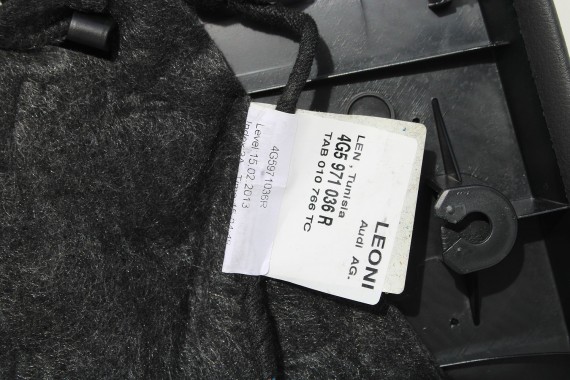 LEONI
Audi AG.
LEN . Tunisia
4G5 971 036 R
TAB 010 766 TC
4G5971036R
Level 15.02.2013